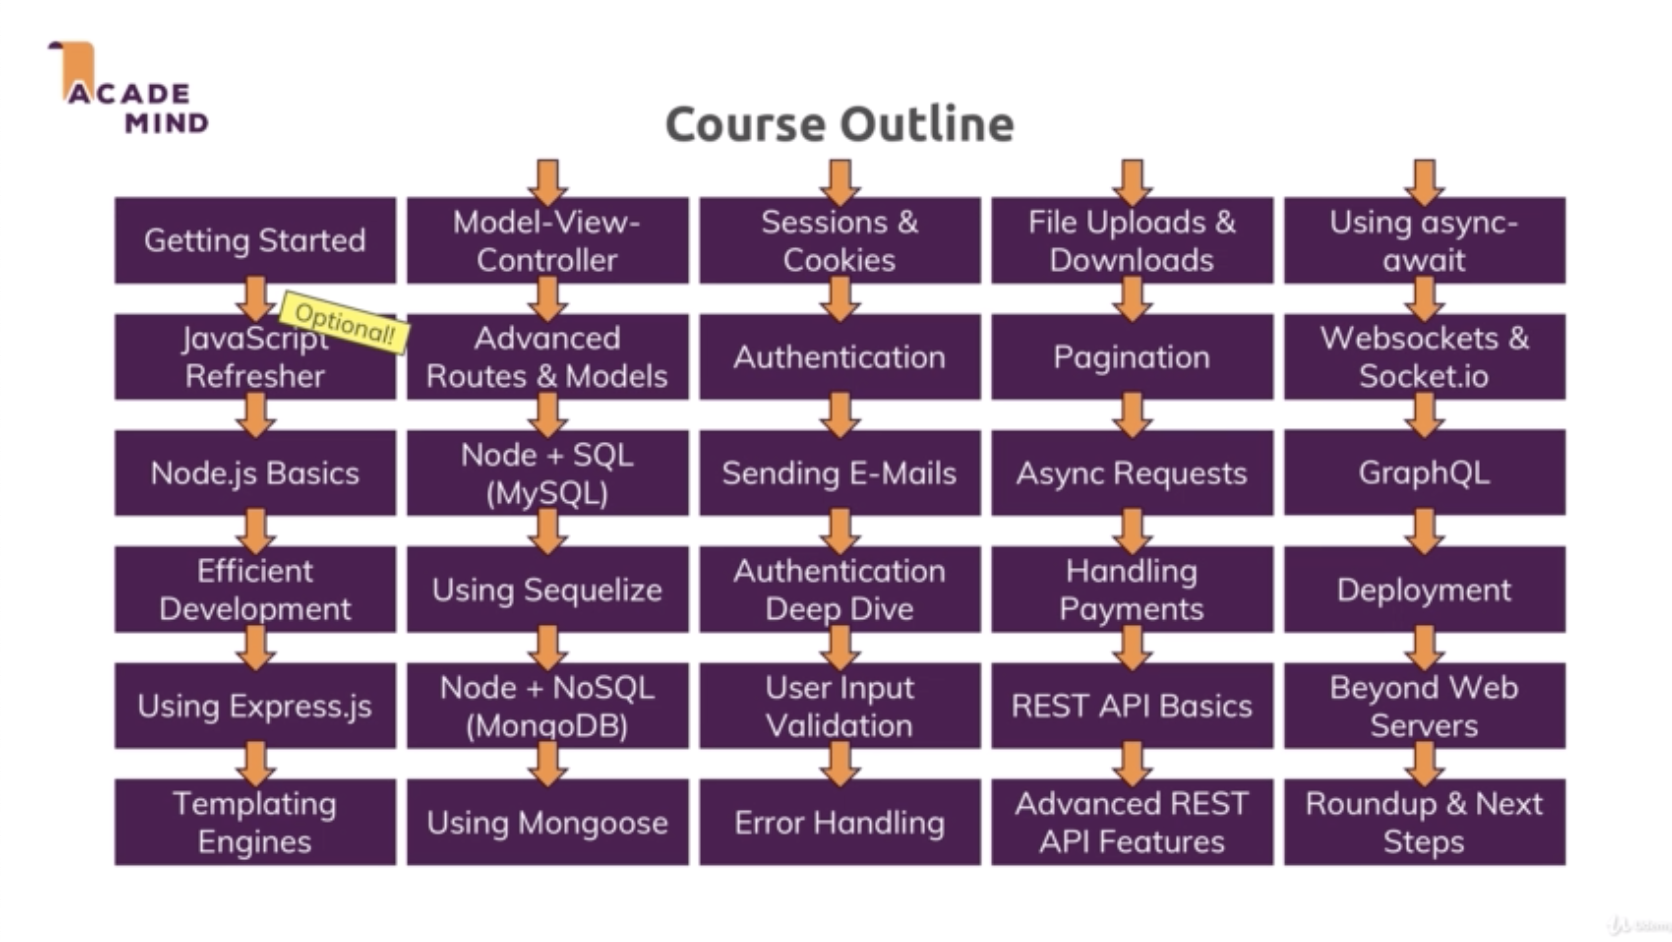 ACADE
MIND
Course Outline
Getting Started
Optional!
JavaScript
Refresher
Node.js Basics
Efficient
Development
Using Express.js
Templating
Engines
Model-View-
Controller
Advanced
Routes & Models
Node + SQL
(MySQL)
Using Sequelize
Node + NoSQL
(MongoDB)
Using Mongoose
Sessions &
Cookies
Authentication
Sending E-Mails
Authentication
Deep Dive
User Input
Validation
Error Handling
File Uploads &
Downloads
Pagination
Async Requests
Handling
Payments
REST API Basics
Advanced REST
API Features
Using async-
await
Websockets &
Socket.io
GraphQL
Deployment
Beyond Web
Servers
Roundup & Next
Steps